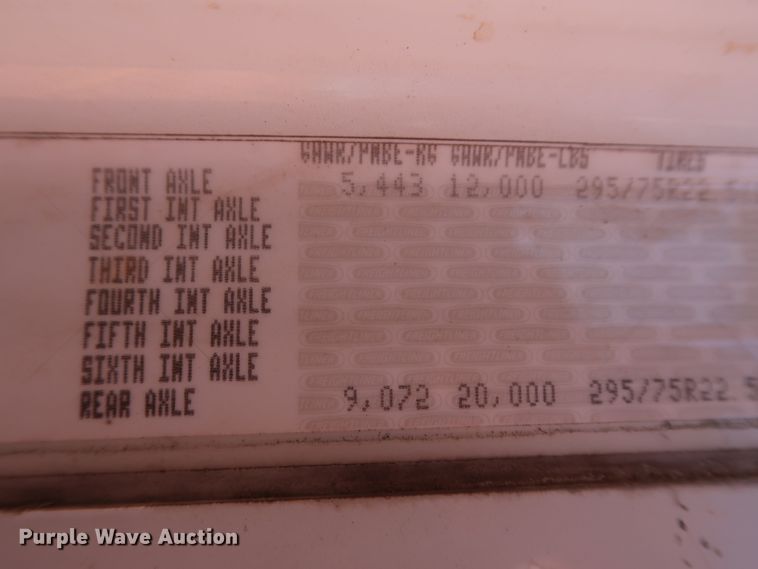 GAWR/PNBE-KG GAWR/PNBE-LBS TIRES
FRONT AXLE 5,443 12,000 295/75R22.5
FIRST INT AXLE
SECOND INT AXLE
THIRD INT AXLE
FOURTH INT AXLE
FIFTH INT AXLE
SIXTH INT AXLE
REAR AXLE 9,072 20,000 295/75R22.5
FREIGHTLINER
Purple Wave Auction